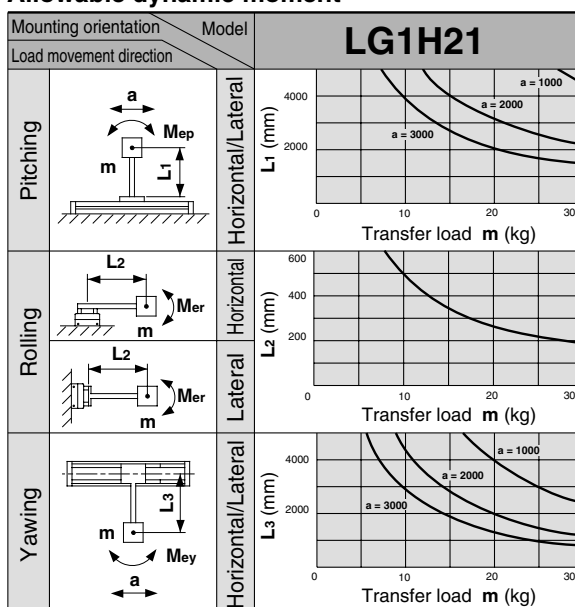 Allowable dynamic moment
Mounting orientation
Model
Load movement direction
LG1H21
Pitching
a
Mep
m
L1
Horizontal/Lateral
L1 (mm)
4000
2000
a = 1000
a = 2000
a = 3000
0
10
20
30
Transfer load m (kg)
Rolling
L2
Mer
m
Horizontal
L2
Mer
m
Lateral
L2 (mm)
600
400
200
0
10
20
30
Transfer load m (kg)
Yawing
L3
m
Mey
a
Horizontal/Lateral
L3 (mm)
4000
2000
a = 1000
a = 2000
a = 3000
0
10
20
30
Transfer load m (kg)